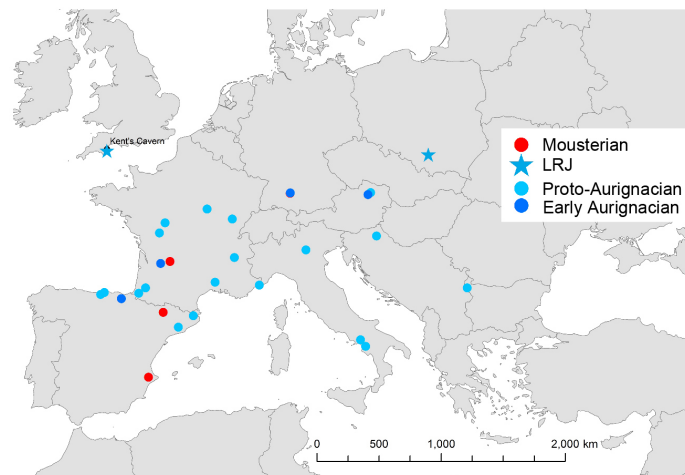 Kent's Cavern
Mousterian
LRJ
Proto-Aurignacian
Early Aurignacian
0 500 1,000 2,000 km